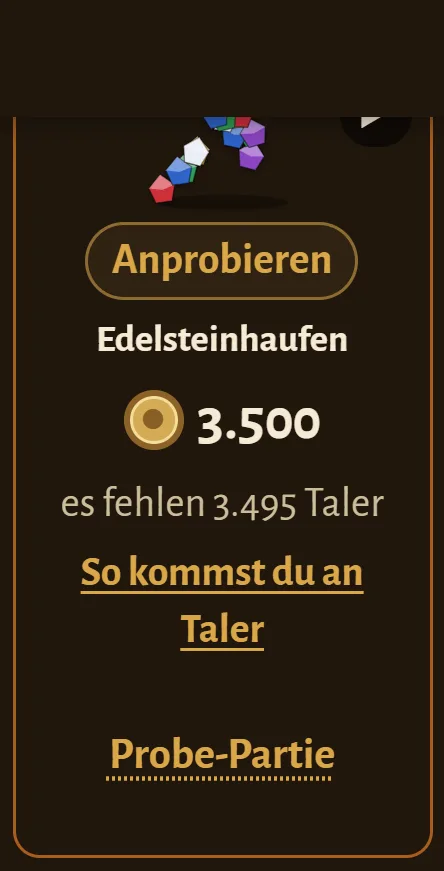 Anprobieren
Edelsteinhaufen
3.500
es fehlen 3.495 Taler
So kommst du an
Taler
Probe-Partie